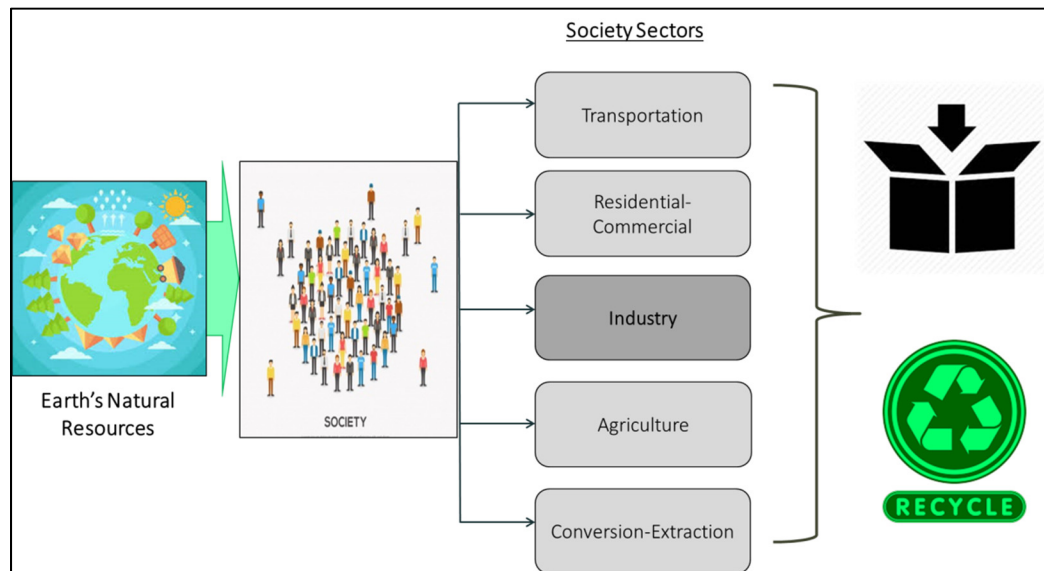 Society Sectors
Transportation
Residential-
Commercial
Industry
Agriculture
Conversion-Extraction
Earth's Natural
Resources
SOCIETY
RECYCLE